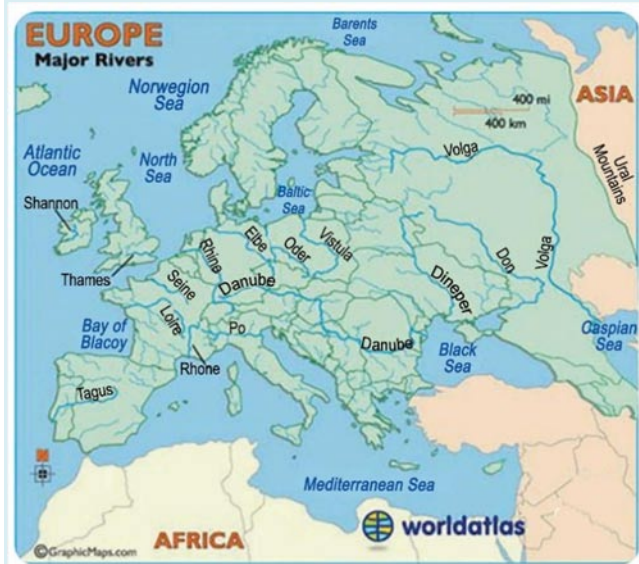 EUROPE
Major Rivers
Barents
Sea
Norwegian
Sea
400 mi
400 km
ASIA
Ural
Mountains
Atlantic
Ocean
North
Sea
Volga
Shannon
Baltic
Sea
Thames
Rhine
Elbe
Oder
Vistula
Don
Volga
Seine
Danube
Dineper
Loire
Bay of
Blacoy
Po
Danube
Rhone
Black
Sea
Caspian
Sea
Tagus
Mediterranean Sea
worldatlas
©GraphicMaps.com
AFRICA